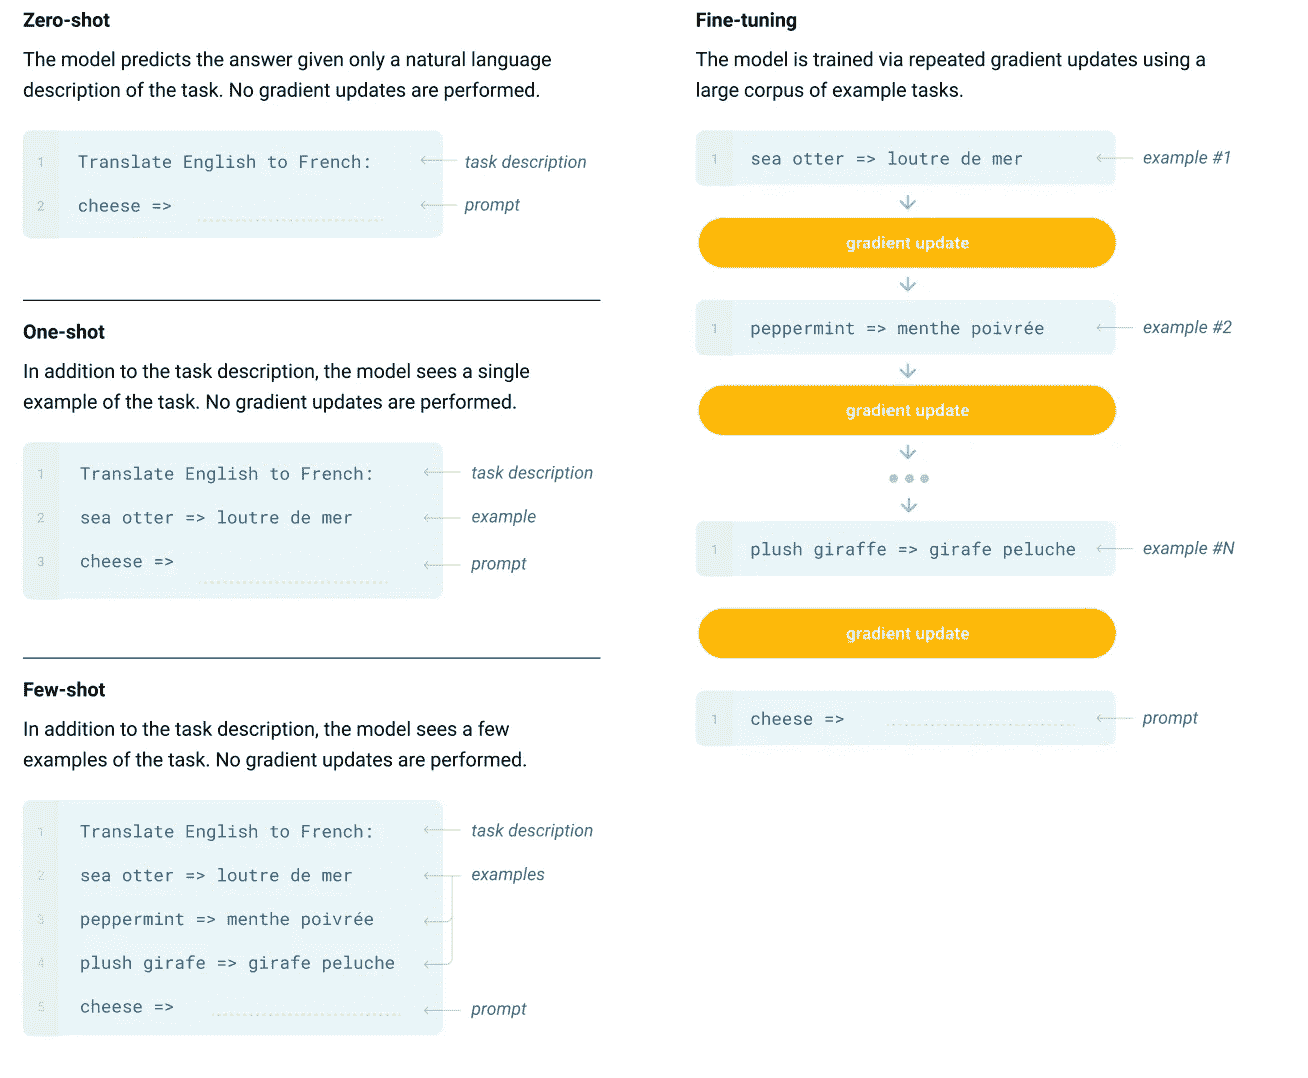 Zero-shot
The model predicts the answer given only a natural language
description of the task. No gradient updates are performed.
1 Translate English to French: task description
2 cheese => prompt
One-shot
In addition to the task description, the model sees a single
example of the task. No gradient updates are performed.
1 Translate English to French: task description
2 sea otter => loutre de mer example
3 cheese => prompt
Few-shot
In addition to the task description, the model sees a few
examples of the task. No gradient updates are performed.
1 Translate English to French: task description
2 sea otter => loutre de mer examples
3 peppermint => menthe poivrée
4 plush girafe => girafe peluche
5 cheese => prompt
Fine-tuning
The model is trained via repeated gradient updates using a
large corpus of example tasks.
1 sea otter => loutre de mer example #1
gradient update
1 peppermint => menthe poivrée example #2
gradient update
1 plush giraffe => girafe peluche example #N
gradient update
1 cheese => prompt